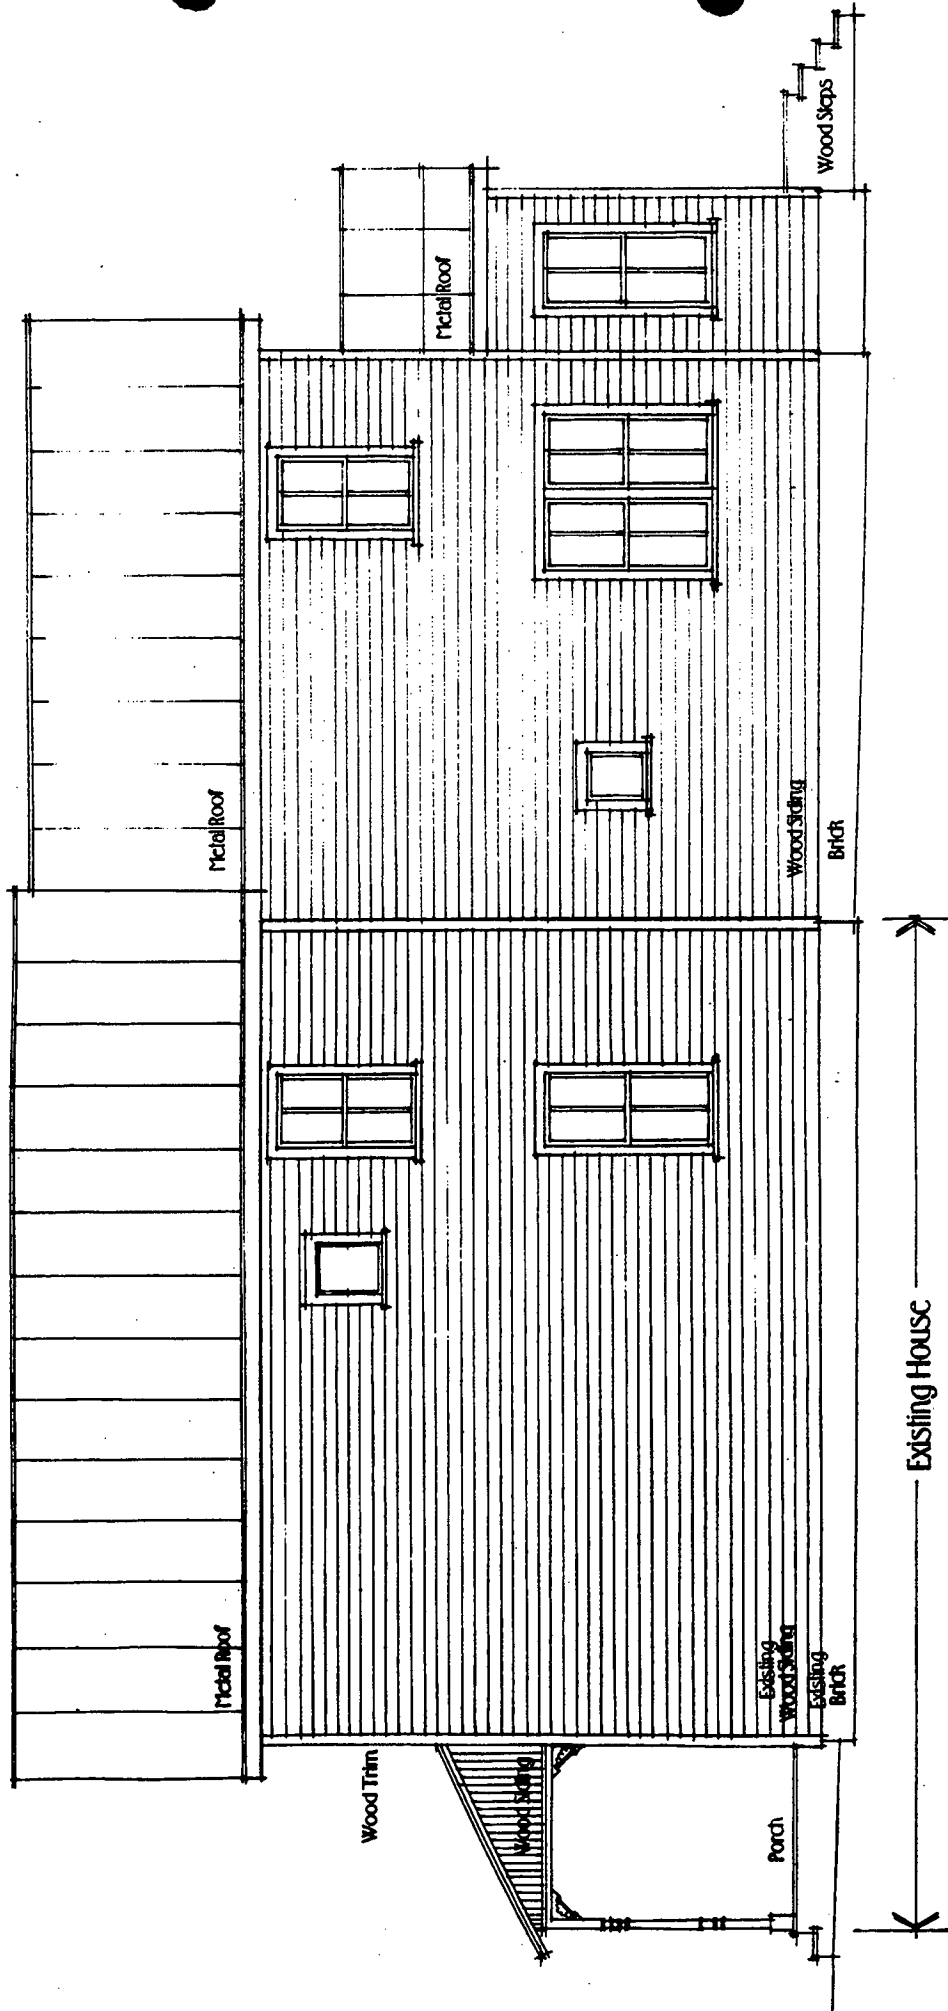 Metal Roof
Metal Roof
Metal Roof
Wood Trim
Wood Siding
Porch
Existing
Wood Siding
Existing
Brick
Wood Siding
Brick
Wood Steps
Existing House